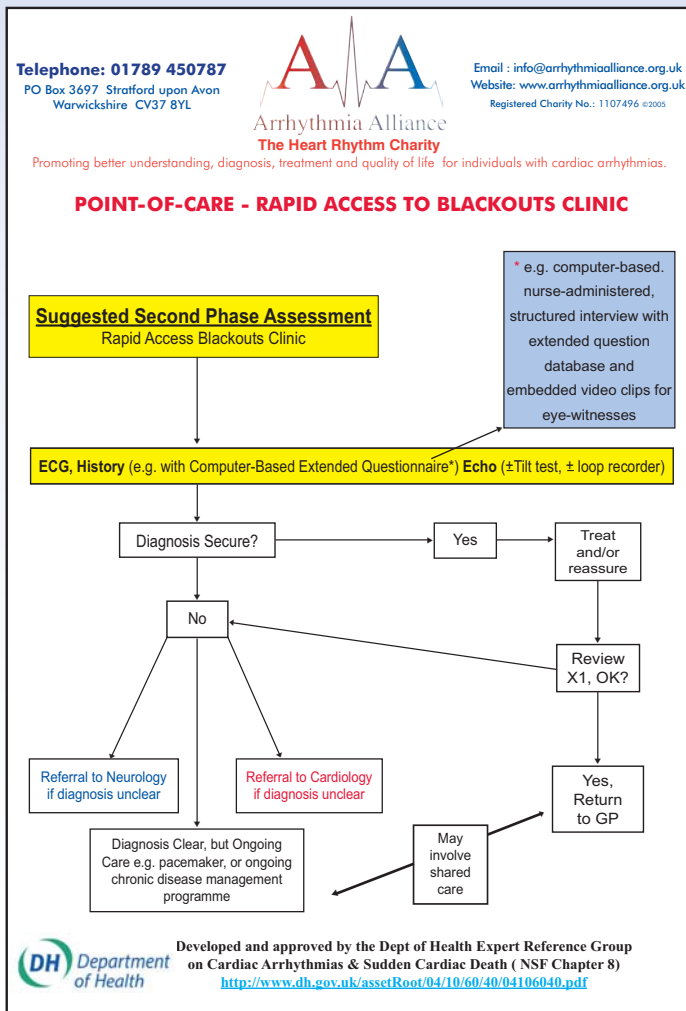 Telephone: 01789 450787
PO Box 3697 Stratford upon Avon
Warwickshire CV37 8YL
A A
Arrhythmia Alliance
The Heart Rhythm Charity
Email : info@arrhythmiaalliance.org.uk
Website: www.arrhythmiaalliance.org.uk
Registered Charity No.: 1107496 ©2005
Promoting better understanding, diagnosis, treatment and quality of life for individuals with cardiac arrhythmias.
POINT-OF-CARE - RAPID ACCESS TO BLACKOUTS CLINIC
* e.g. computer-based.
nurse-administered,
structured interview with
extended question
database and
embedded video clips for
eye-witnesses
Suggested Second Phase Assessment
Rapid Access Blackouts Clinic
ECG, History (e.g. with Computer-Based Extended Questionnaire*) Echo (±Tilt test, ± loop recorder)
Diagnosis Secure?
Yes
Treat
and/or
reassure
No
Review
X1, OK?
Referral to Neurology
if diagnosis unclear
Referral to Cardiology
if diagnosis unclear
Yes,
Return
to GP
Diagnosis Clear, but Ongoing
Care e.g. pacemaker, or ongoing
chronic disease management
programme
May
involve
shared
care
DH Department
of Health
Developed and approved by the Dept of Health Expert Reference Group
on Cardiac Arrhythmias & Sudden Cardiac Death ( NSF Chapter 8)
http://www.dh.gov.uk/assetRoot/04/10/60/40/04106040.pdf